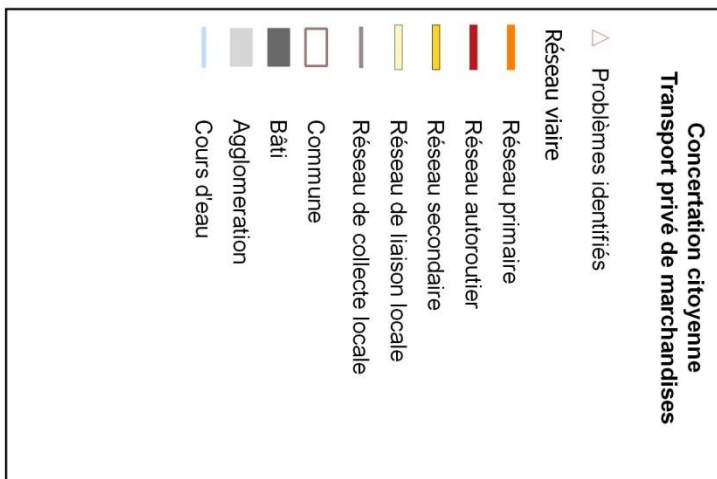 Concertation citoyenne
Transport privé de marchandises
Problèmes identifiés
Réseau viaire
Réseau primaire
Réseau autoroutier
Réseau secondaire
Réseau de liaison locale
Réseau de collecte locale
Commune
Bâti
Agglomeration
Cours d'eau